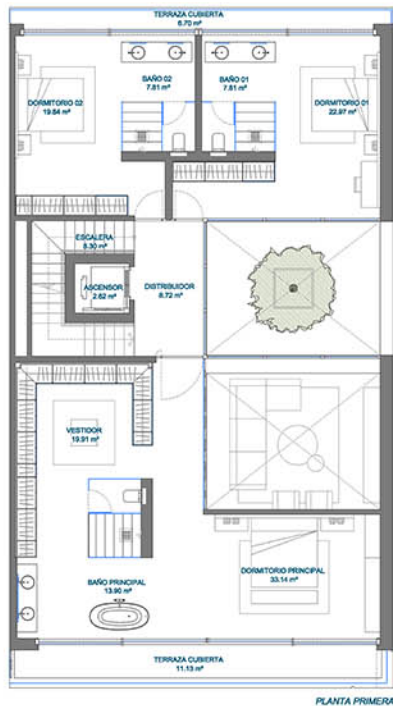 TERRAZA CUBIERTA
6.70 m²
BAÑO 02
7.81 m²
BAÑO 01
7.81 m²
DORMITORIO 02
19.84 m²
DORMITORIO 01
22.97 m²
ESCALERA
5.30 m²
ASCENSOR
2.62 m²
DISTRIBUIDOR
8.72 m²
VESTIDOR
19.91 m²
BAÑO PRINCIPAL
13.90 m²
DORMITORIO PRINCIPAL
33.14 m²
TERRAZA CUBIERTA
11.13 m²
PLANTA PRIMERA